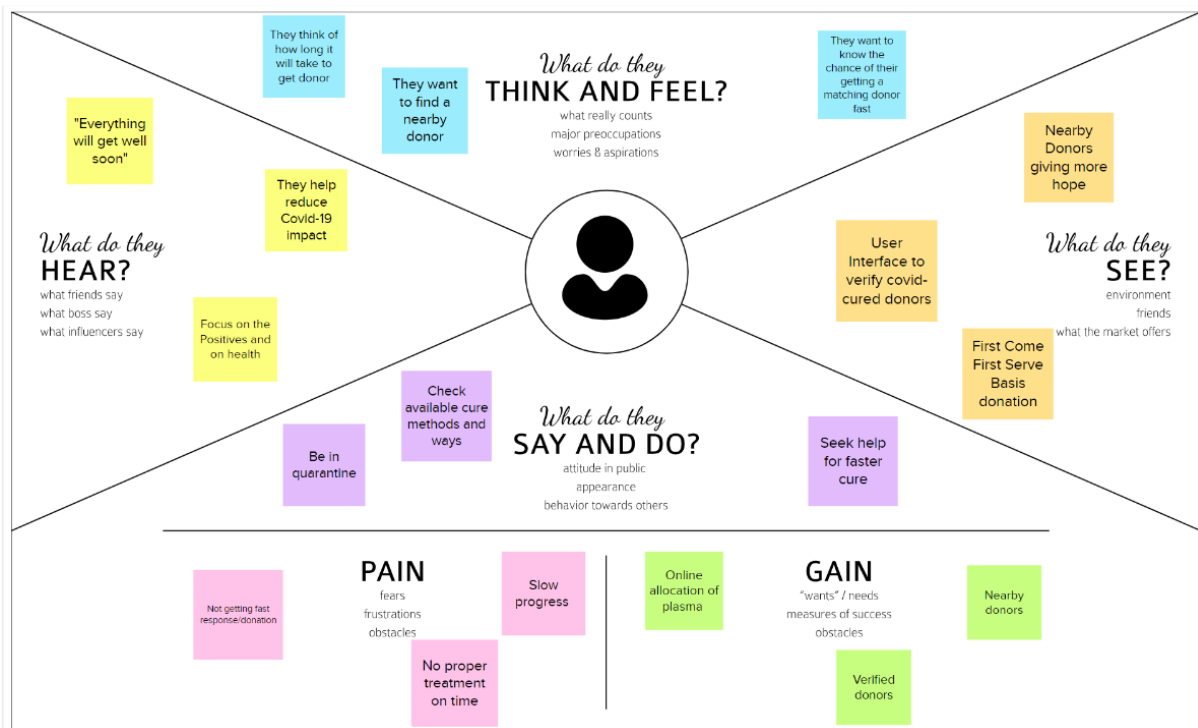 They think of
how long it
will take to
get donor
They want
to find a
nearby
donor
What do they
THINK AND FEEL?
what really counts
major preoccupations
worries & aspirations
They want to
know the
chance of their
getting a
matching donor
fast
"Everything
will get well
soon"
They help
reduce
Covid-19
impact
What do they
HEAR?
what friends say
what boss say
what influencers say
Focus on the
Positives and
on health
Nearby
Donors
giving more
hope
User
Interface to
verify covid-
cured donors
What do they
SEE?
environment
friends
what the market offers
First Come
First Serve
Basis
donation
Be in
quarantine
Check
available cure
methods and
ways
What do they
SAY AND DO?
attitude in public
appearance
behavior towards others
Seek help
for faster
cure
Not getting fast
response/donation
PAIN
fears
frustrations
obstacles
Slow
progress
No proper
treatment
on time
Online
allocation of
plasma
GAIN
"wants" / needs
measures of success
obstacles
Nearby
donors
Verified
donors